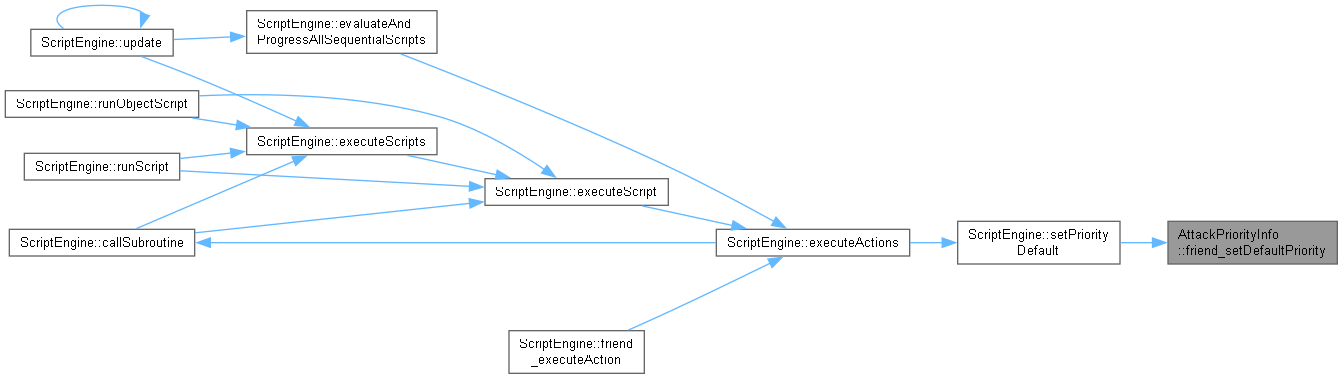 ScriptEngine::evaluateAnd
ProgressAllSequentialScripts
ScriptEngine::update
ScriptEngine::runObjectScript
ScriptEngine::executeScripts
ScriptEngine::runScript
ScriptEngine::executeScript
ScriptEngine::callSubroutine
ScriptEngine::executeActions
ScriptEngine::setPriority
Default
AttackPriorityInfo
::friend_setDefaultPriority
ScriptEngine::friend
_executeAction